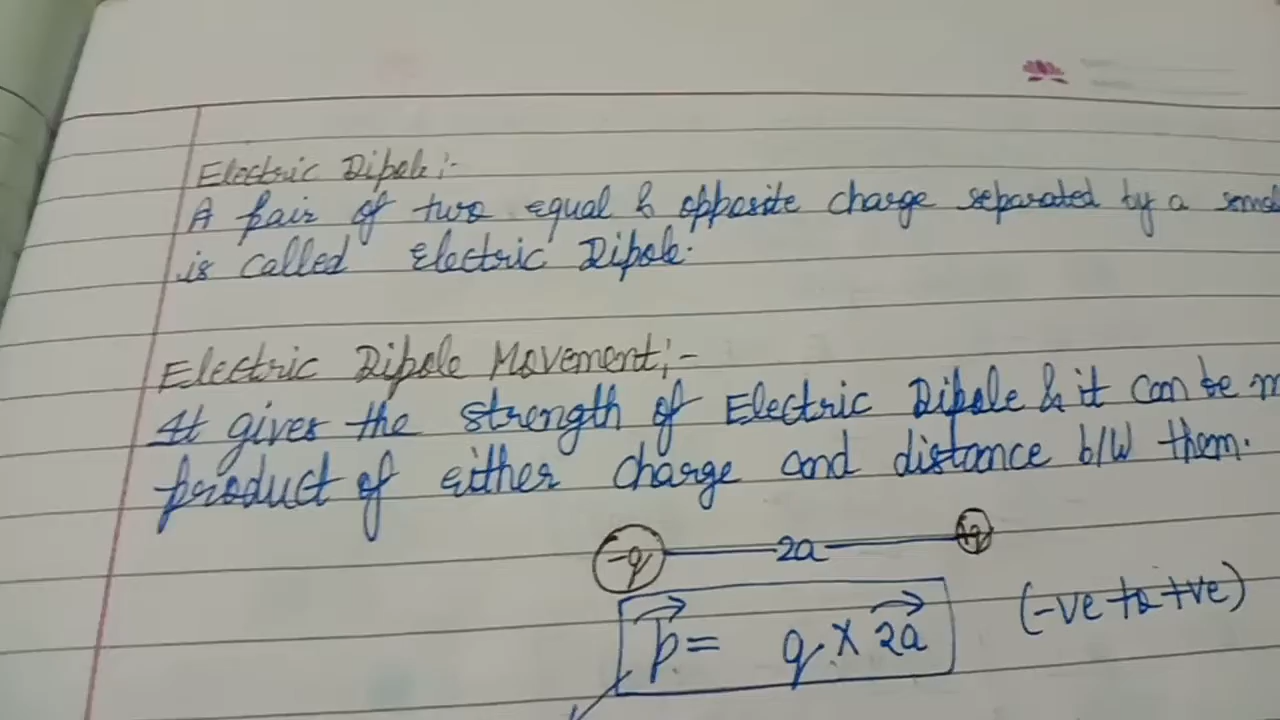 Electric Dipole :-
A pair of two equal & opposite charge separated by a
is called Electric Dipole.
Electric Dipole Movement ;-
It gives the strength of Electric Dipole & it can be
product of either charge and distance b/w them.
-q 2a +q
p = q × 2a (-ve to +ve)